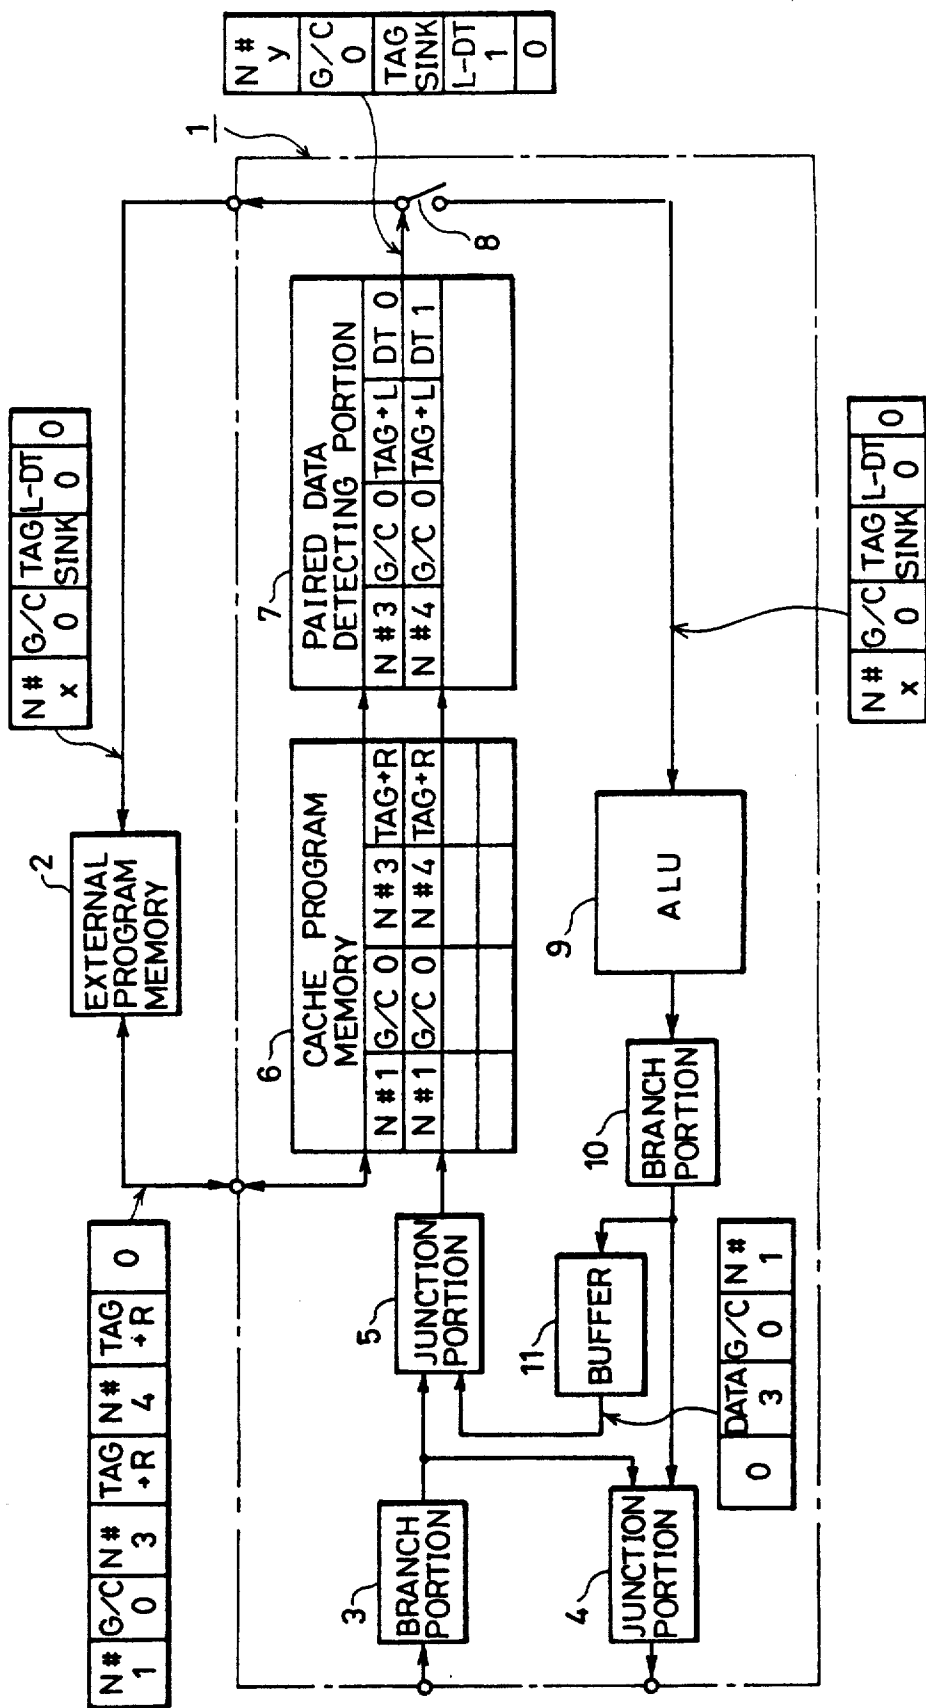 N# G/C N# TAG N# TAG 0
1 0 3 +R 4 +R
2
EXTERNAL
PROGRAM
MEMORY
N# G/C TAG L-DT 0
x 0 SINK 0
1
N#
y
G/C
0
TAG
SINK
L-DT
1
0
3
BRANCH
PORTION
5
JUNCTION
PORTION
6
CACHE PROGRAM
MEMORY
N#1 G/C 0 N#3 TAG+R
N#1 G/C 0 N#4 TAG+R
7
PAIRED DATA
DETECTING PORTION
N#3 G/C 0 TAG+L DT 0
N#4 G/C 0 TAG+L DT 1
8
4
JUNCTION
PORTION
11
BUFFER
10
BRANCH
PORTION
9
ALU
0 DATA G/C N#
3 0 1
N# G/C TAG L-DT 0
x 0 SINK 0